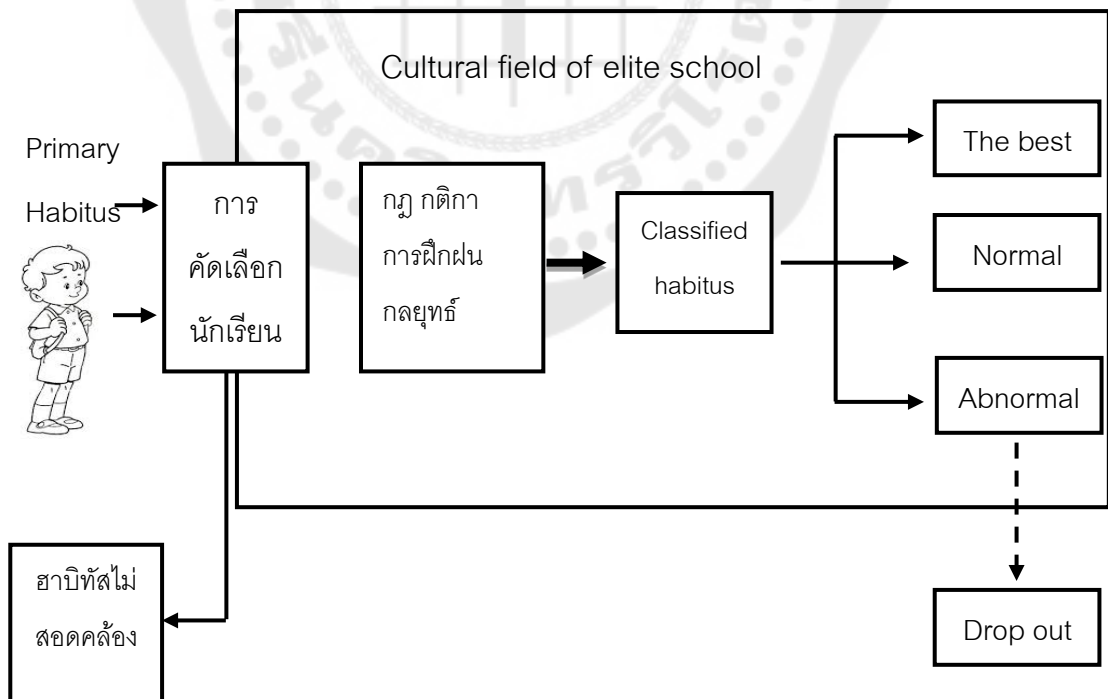 Cultural field of elite school
Primary
Habitus
การ
คัดเลือก
นักเรียน
กฎ กติกา
การฝึกฝน
กลยุทธ์
Classified
habitus
The best
Normal
Abnormal
Drop out
ฮาบิทัสไม่
สอดคล้อง